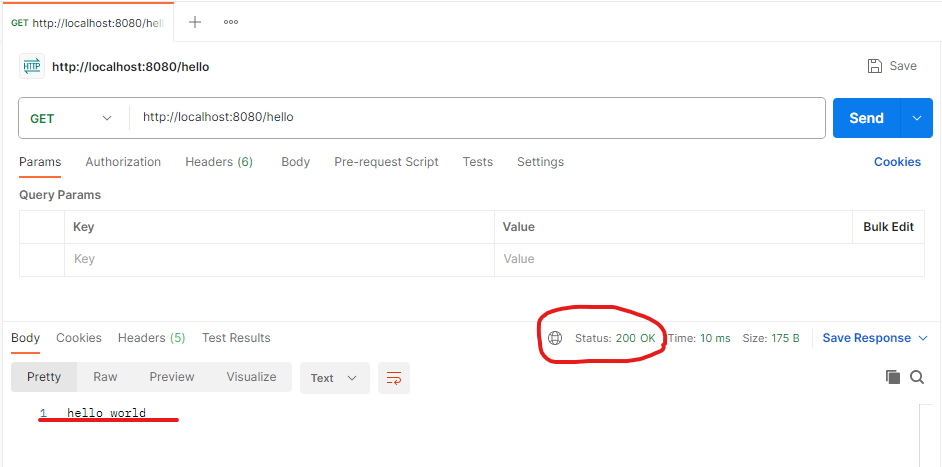 GET http://localhost:8080/hell
HTTP http://localhost:8080/hello Save
GET http://localhost:8080/hello Send
Params Authorization Headers (6) Body Pre-request Script Tests Settings Cookies
Query Params
Key Value Bulk Edit
Key Value
Body Cookies Headers (5) Test Results Status: 200 OK Time: 10 ms Size: 175 B Save Response
Pretty Raw Preview Visualize Text
1 hello world